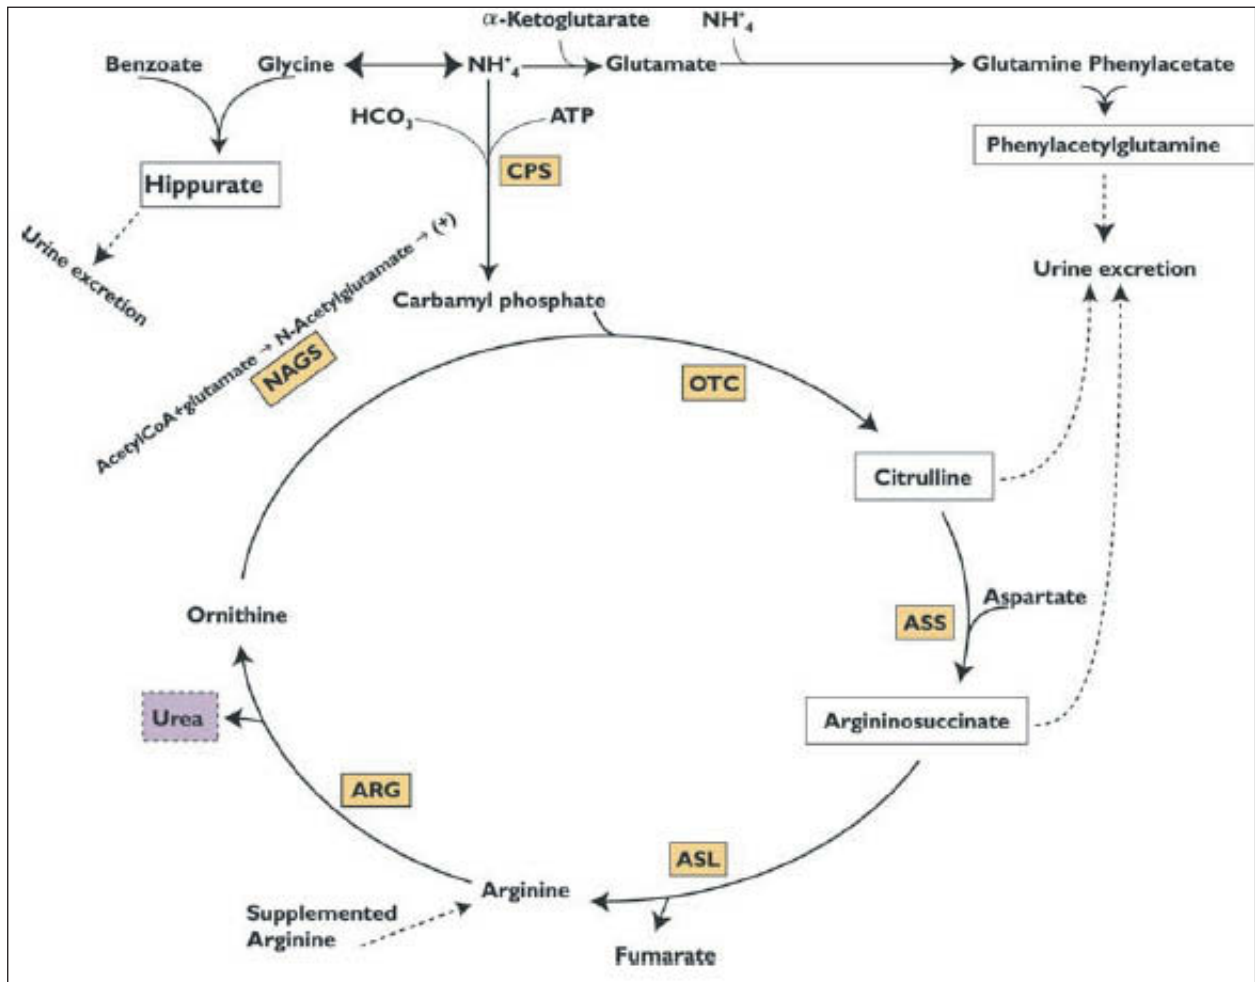 α-Ketoglutarate
NH⁺₄
Benzoate
Glycine
NH⁺₄
Glutamate
Glutamine Phenylacetate
HCO₃
ATP
CPS
Phenylacetylglutamine
Hippurate
Urine excretion
Urine excretion
AcetylCoA+glutamate → N-Acetylglutamate → (+)
NAGS
Carbamyl phosphate
OTC
Citrulline
Ornithine
Aspartate
ASS
Urea
Argininosuccinate
ARG
ASL
Arginine
Supplemented
Arginine
Fumarate